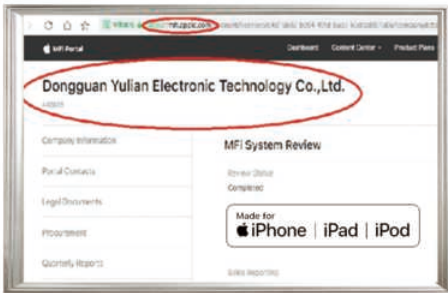 mfi.apple.com
MFi Portal
Dashboard Content Center Product Plans
Dongguan Yulian Electronic Technology Co.,Ltd.
Company Information
MFi System Review
Portal Contacts
Review Status
Completed
Legal Documents
Made for
iPhone | iPad | iPod
Procurement
Quarterly Reports
Sales Reporting